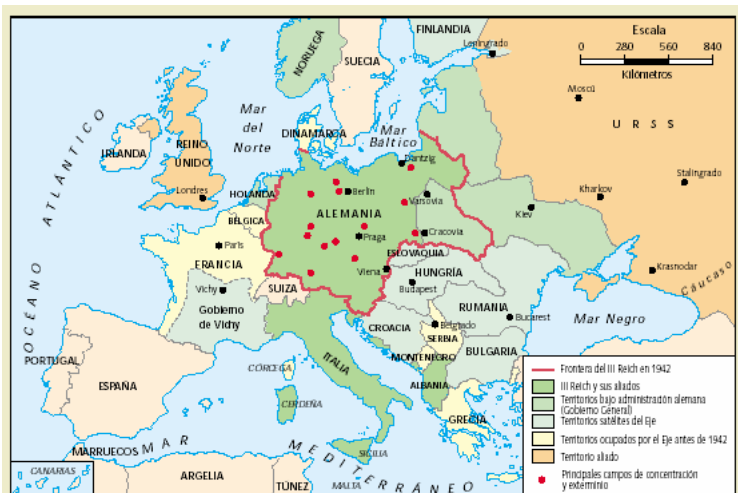 FINLANDIA
Escala
0 280 560 840
Kilómetros
NORUEGA
SUECIA
Leningrado
Moscú
U R S S
Mar
del
Norte
DINAMARCA
Mar
Báltico
OCÉANO ATLÁNTICO
IRLANDA
REINO
UNIDO
Londres
HOLANDA
BÉLGICA
Dantzig
Berlín
ALEMANIA
Varsovia
Stalingrado
Kharkov
Kiev
París
FRANCIA
Praga
Cracovia
ESLOVAQUIA
Viena
HUNGRÍA
Budapest
Krasnodar
Cáucaso
Vichy
SUIZA
Gobierno
de Vichy
RUMANIA
Bucarest
Mar Negro
CROACIA
Belgrado
SERBIA
BULGARIA
MONTENEGRO
ITALIA
PORTUGAL
ESPAÑA
CÓRCEGA
CERDEÑA
ALBANIA
GRECIA
SICILIA
MAR MEDITERRÁNEO
MARRUECOS
CANARIAS
ARGELIA
TÚNEZ
MALTA
Frontera del III Reich en 1942
III Reich y sus aliados
Territorios bajo administración alemana
(Gobierno General)
Territorios satélites del Eje
Territorios ocupados por el Eje antes de 1942
Territorio aliado
Principales campos de concentración
y exterminio